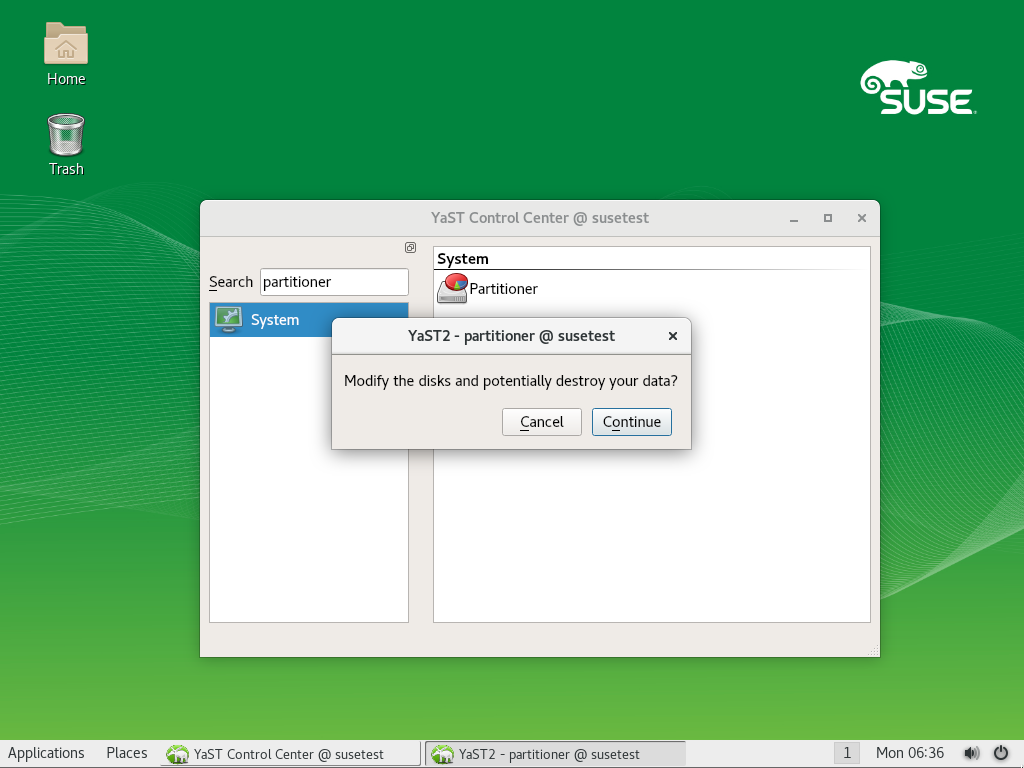 Home
SUSE
Trash
YaST Control Center @ susetest
Search partitioner
System
System
Partitioner
YaST2 - partitioner @ susetest
Modify the disks and potentially destroy your data?
Cancel Continue
Applications Places YaST Control Center @ susetest YaST2 - partitioner @ susetest 1 Mon 06:36